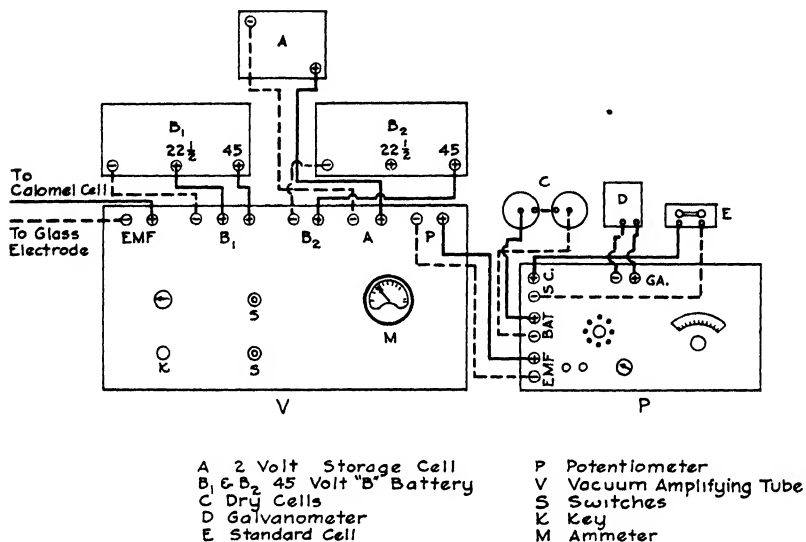 A
B₁
22½ 45
B₂
22½ 45
To
Calomel Cell
To Glass
Electrode
EMF B₁ B₂ A P
S
K S
M
V
C D E
S.C. GA.
BAT
EMF
P
A 2 Volt Storage Cell
B₁ & B₂ 45 Volt "B" Battery
C Dry Cells
D Galvanometer
E Standard Cell
P Potentiometer
V Vacuum Amplifying Tube
S Switches
K Key
M Ammeter